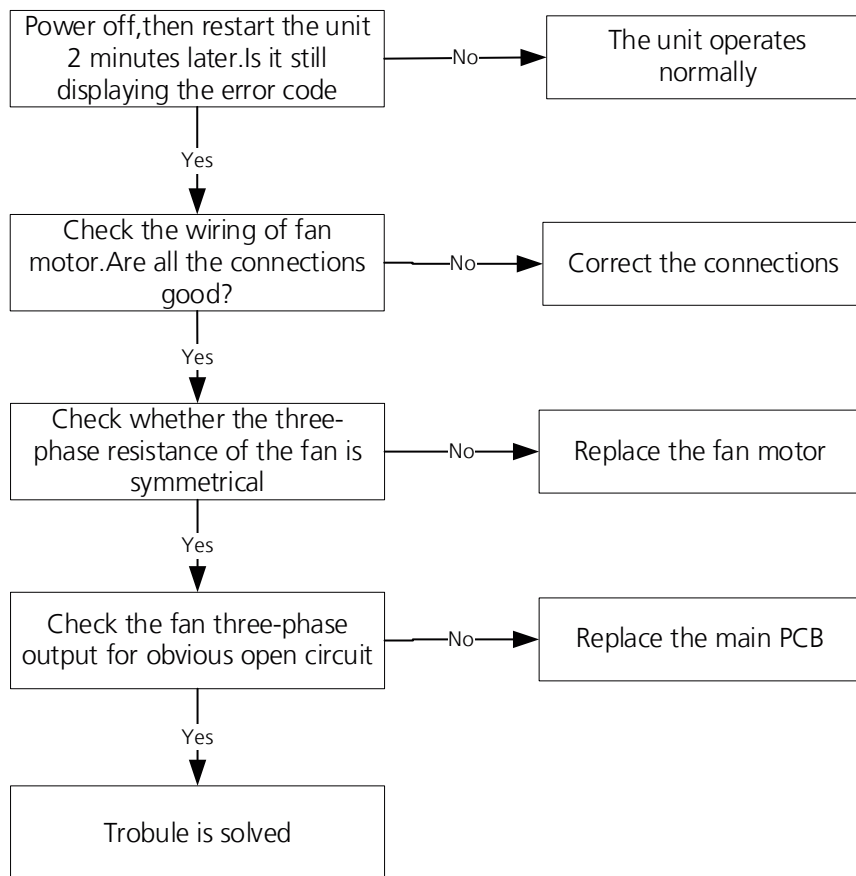 Power off,then restart the unit
2 minutes later.Is it still
displaying the error code
No
The unit operates
normally
Yes
Check the wiring of fan
motor.Are all the connections
good?
No
Correct the connections
Yes
Check whether the three-
phase resistance of the fan is
symmetrical
No
Replace the fan motor
Yes
Check the fan three-phase
output for obvious open circuit
No
Replace the main PCB
Yes
Trobule is solved